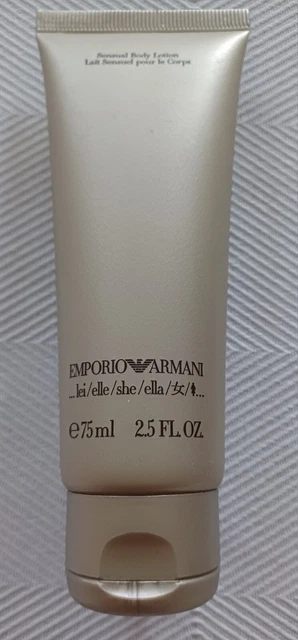 Sensual Body Lotion
Lait Sensuel pour le Corps
EMPORIO ARMANI
...lei/elle/she/ella/女/🚺︎...
℮75ml 2.5 FL.OZ.